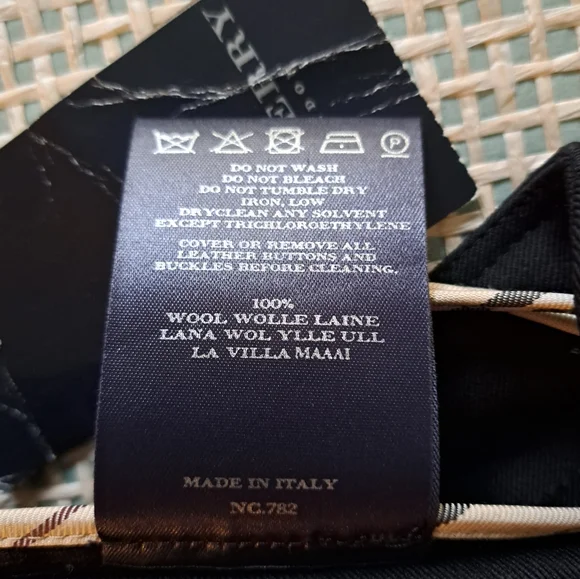 ERRY
DO NOT WASH
DO NOT BLEACH
DO NOT TUMBLE DRY
IRON, LOW
DRYCLEAN ANY SOLVENT
EXCEPT TRICHLOROETHYLENE
COVER OR REMOVE ALL
LEATHER BUTTONS AND
BUCKLES BEFORE CLEANING.
100%
WOOL WOLLE LAINE
LANA WOL YLLE ULL
LA VILLA ΜΑΛΛΙ
MADE IN ITALY
NC.782